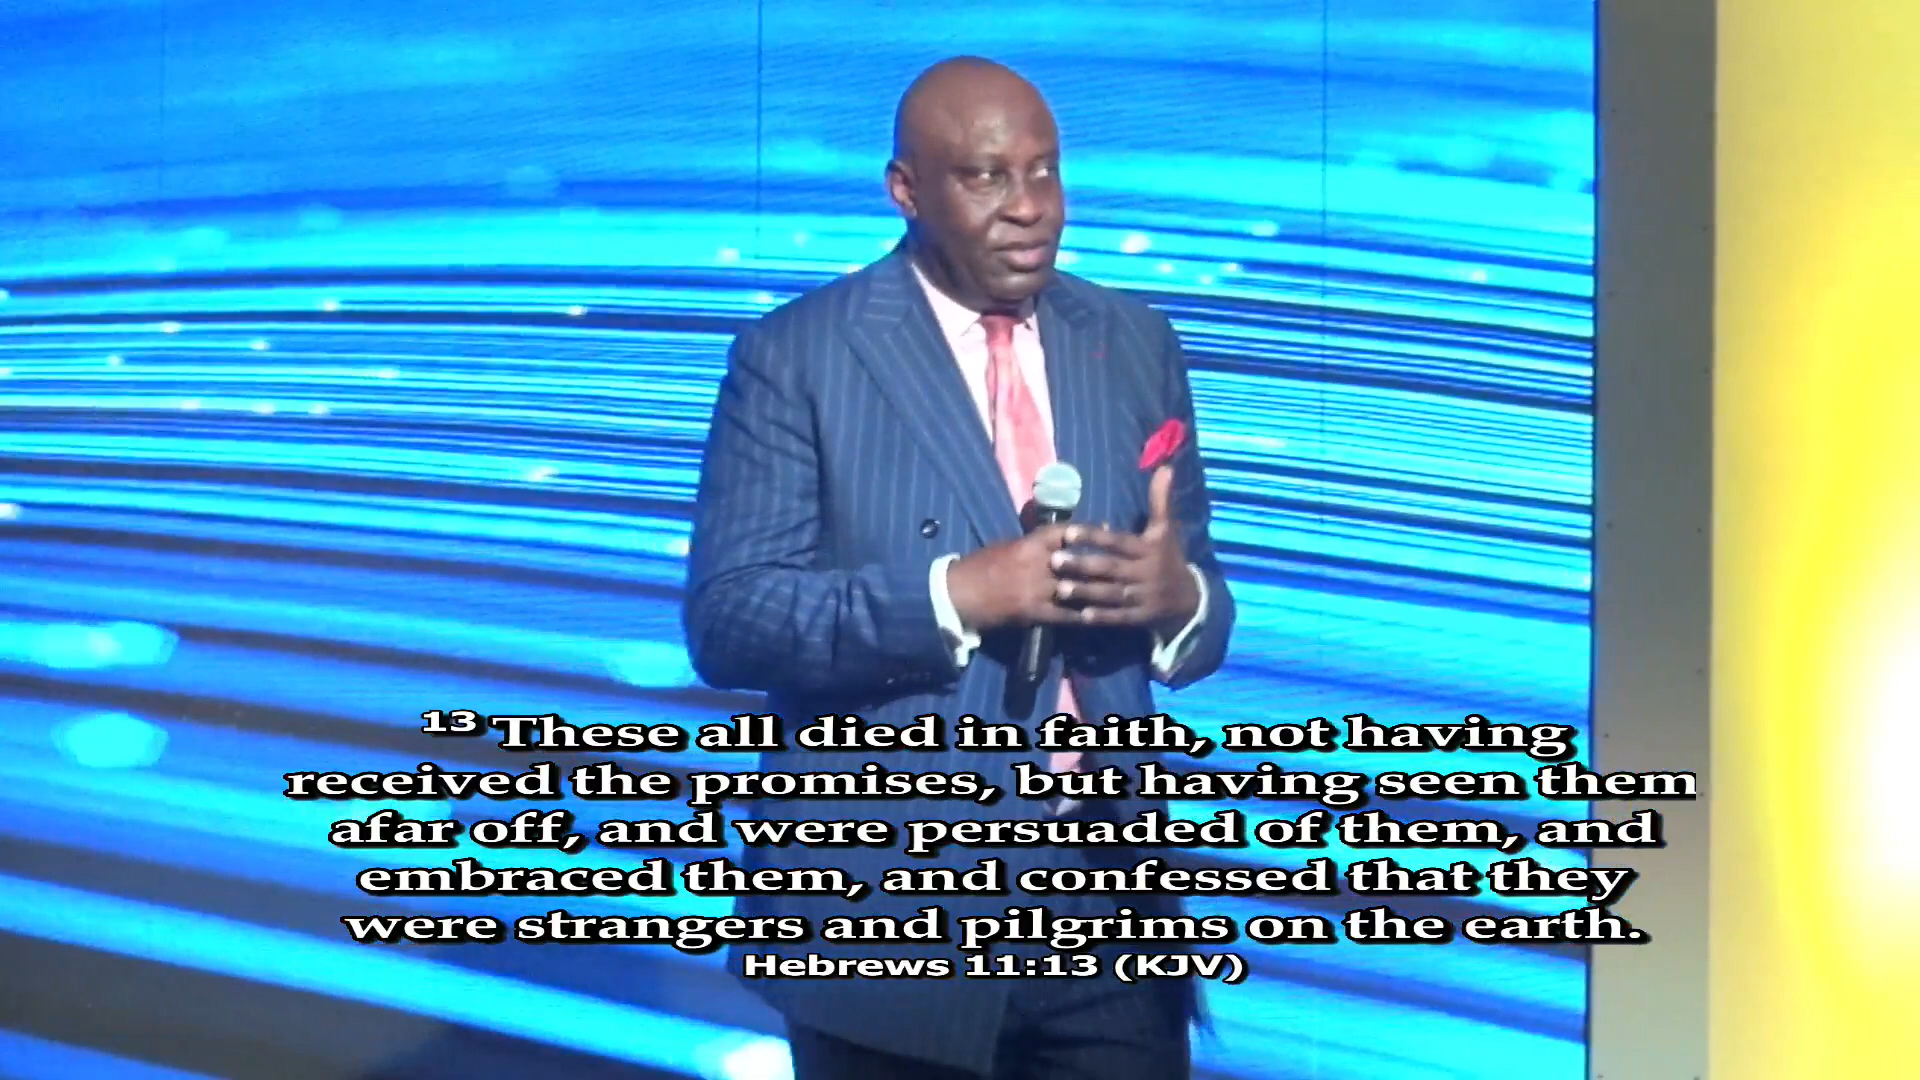 13 These all died in faith, not having
received the promises, but having seen them
afar off, and were persuaded of them, and
embraced them, and confessed that they
were strangers and pilgrims on the earth.
Hebrews 11:13 (KJV)